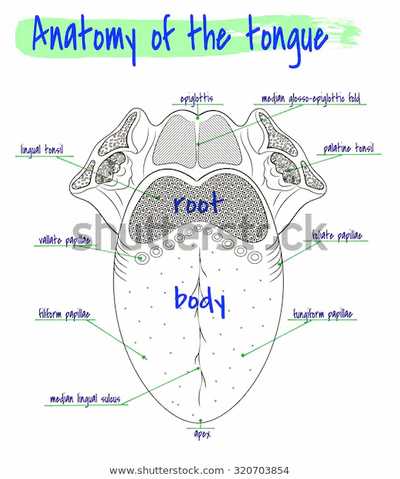 Anatomy of the tongue
epiglottis
median glosso-epiglottic fold
lingual tonsil
palatine tonsil
root
shutterstock
vallate papillae
foliate papillae
body
filiform papillae
fungiform papillae
median lingual sulcus
apex
www.shutterstock.com · 320703854